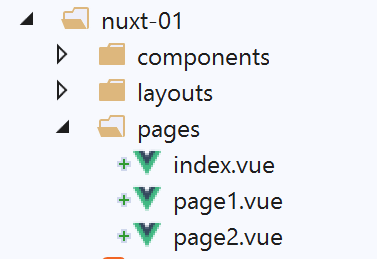 nuxt-01
components
layouts
pages
index.vue
page1.vue
page2.vue